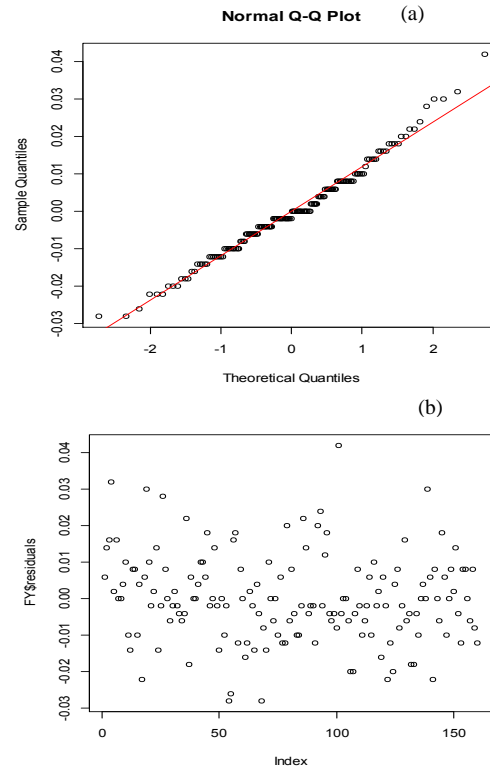 Normal Q-Q Plot (a)
0.04
0.03
0.02
0.01
0.00
-0.01
-0.02
-0.03
Sample Quantiles
-2 -1 0 1 2
Theoretical Quantiles
(b)
0.04
0.03
0.02
0.01
0.00
-0.01
-0.02
-0.03
FY$residuals
0 50 100 150
Index